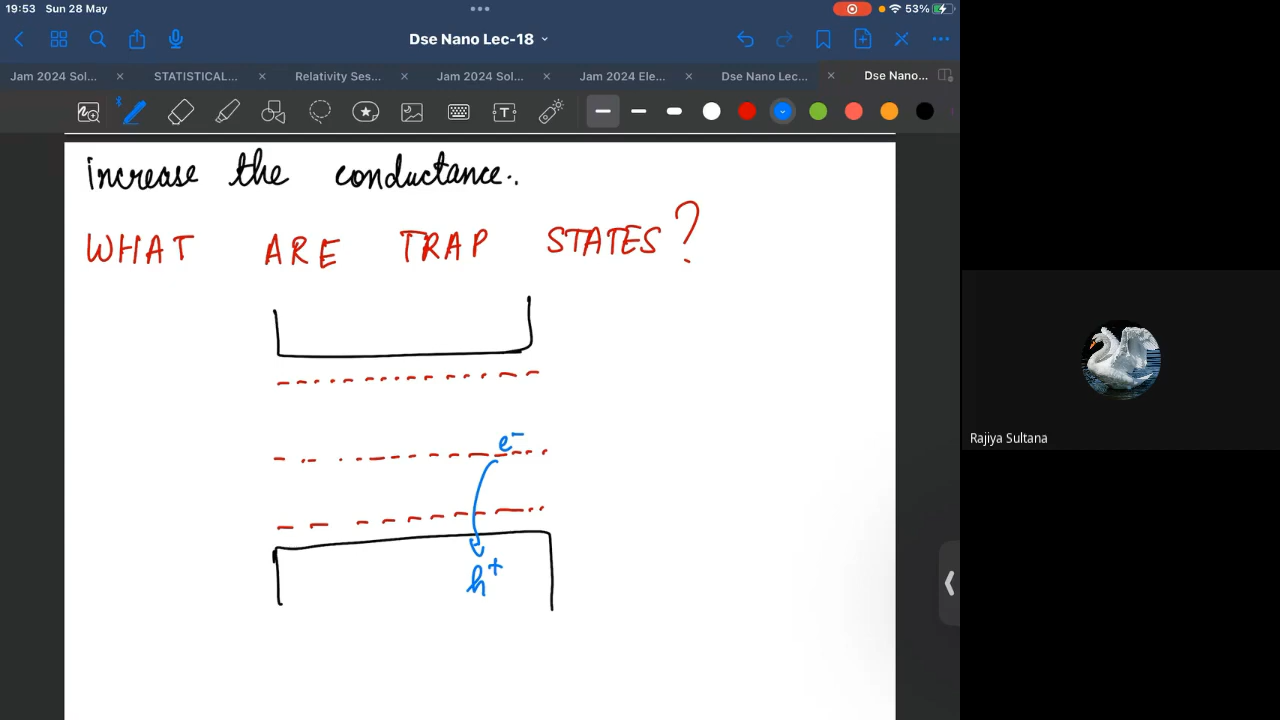 19:53 Sun 28 May
53%
Dse Nano Lec-18
Jam 2024 Sol...
STATISTICAL...
Relativity Ses...
Jam 2024 Sol...
Jam 2024 Ele...
Dse Nano Lec...
Dse Nano...
increase the conductance.
WHAT ARE TRAP STATES?
e⁻
h⁺
Rajiya Sultana